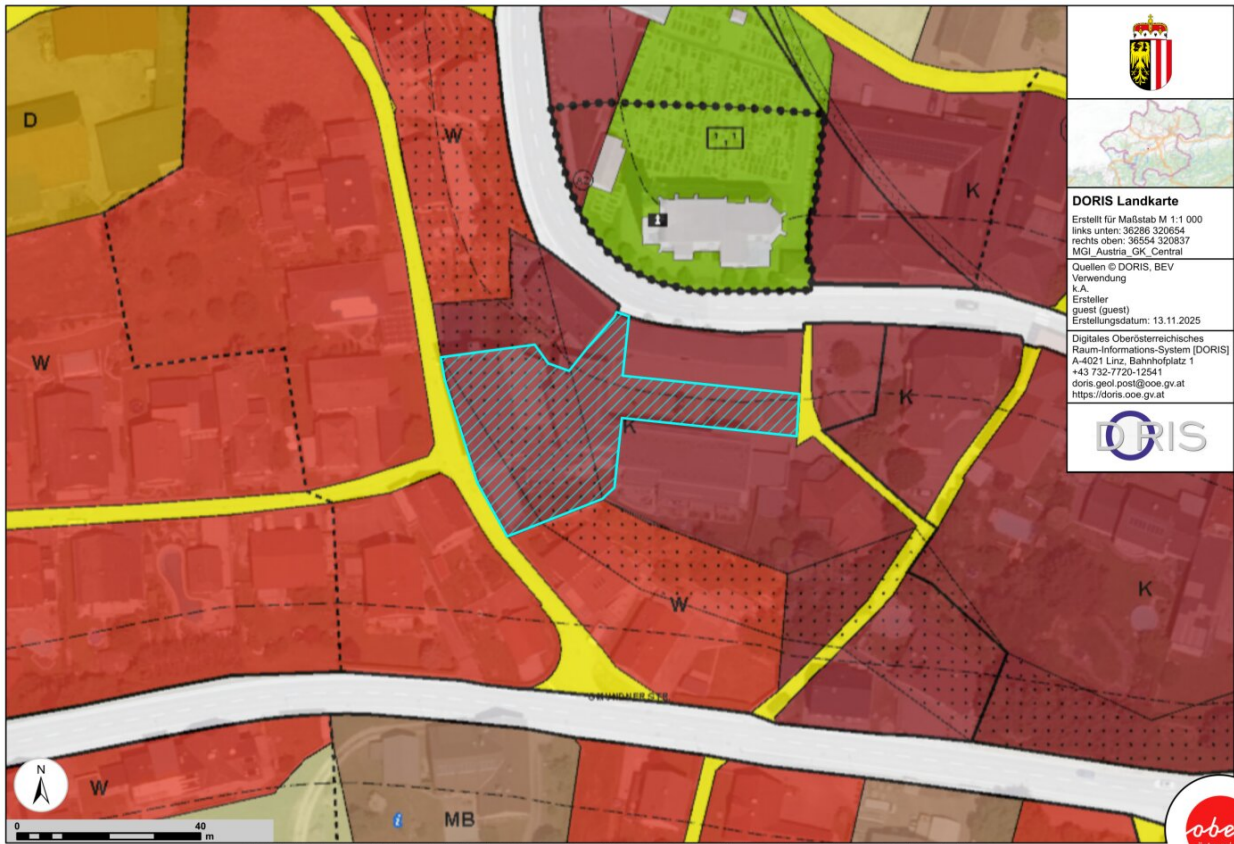 D
W
K
W
DORIS Landkarte
Erstellt für Maßstab M 1:1 000
links unten: 36286 320654
rechts oben: 36554 320837
MGI_Austria_GK_Central
Quellen © DORIS, BEV
Verwendung
k.A.
Ersteller
guest (guest)
Erstellungsdatum: 13.11.2025
Digitales Oberösterreichisches
Raum-Informations-System [DORIS]
A-4021 Linz, Bahnhofplatz 1
+43 732-7720-12541
doris.geol.post@ooe.gv.at
https://doris.ooe.gv.at
DORIS
K
K
K
W
GMUNDNER STR
W
MB
N
0 40
m
obe